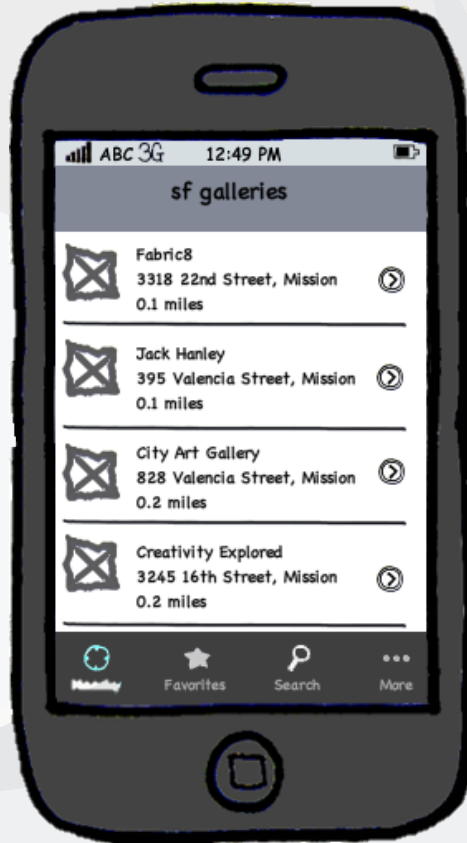 ABC 3G 12:49 PM
sf galleries
Fabric8
3318 22nd Street, Mission
0.1 miles
Jack Hanley
395 Valencia Street, Mission
0.1 miles
City Art Gallery
828 Valencia Street, Mission
0.2 miles
Creativity Explored
3245 16th Street, Mission
0.2 miles
Nearby Favorites Search More